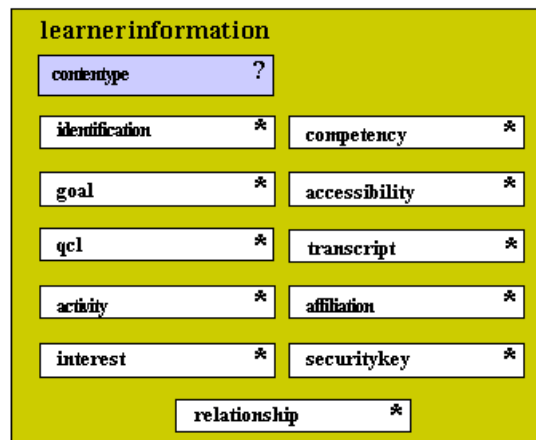 learnerinformation
contentype ?
identification * competency *
goal * accessibility *
qcl * transcript *
activity * affiliation *
interest * securitykey *
relationship *